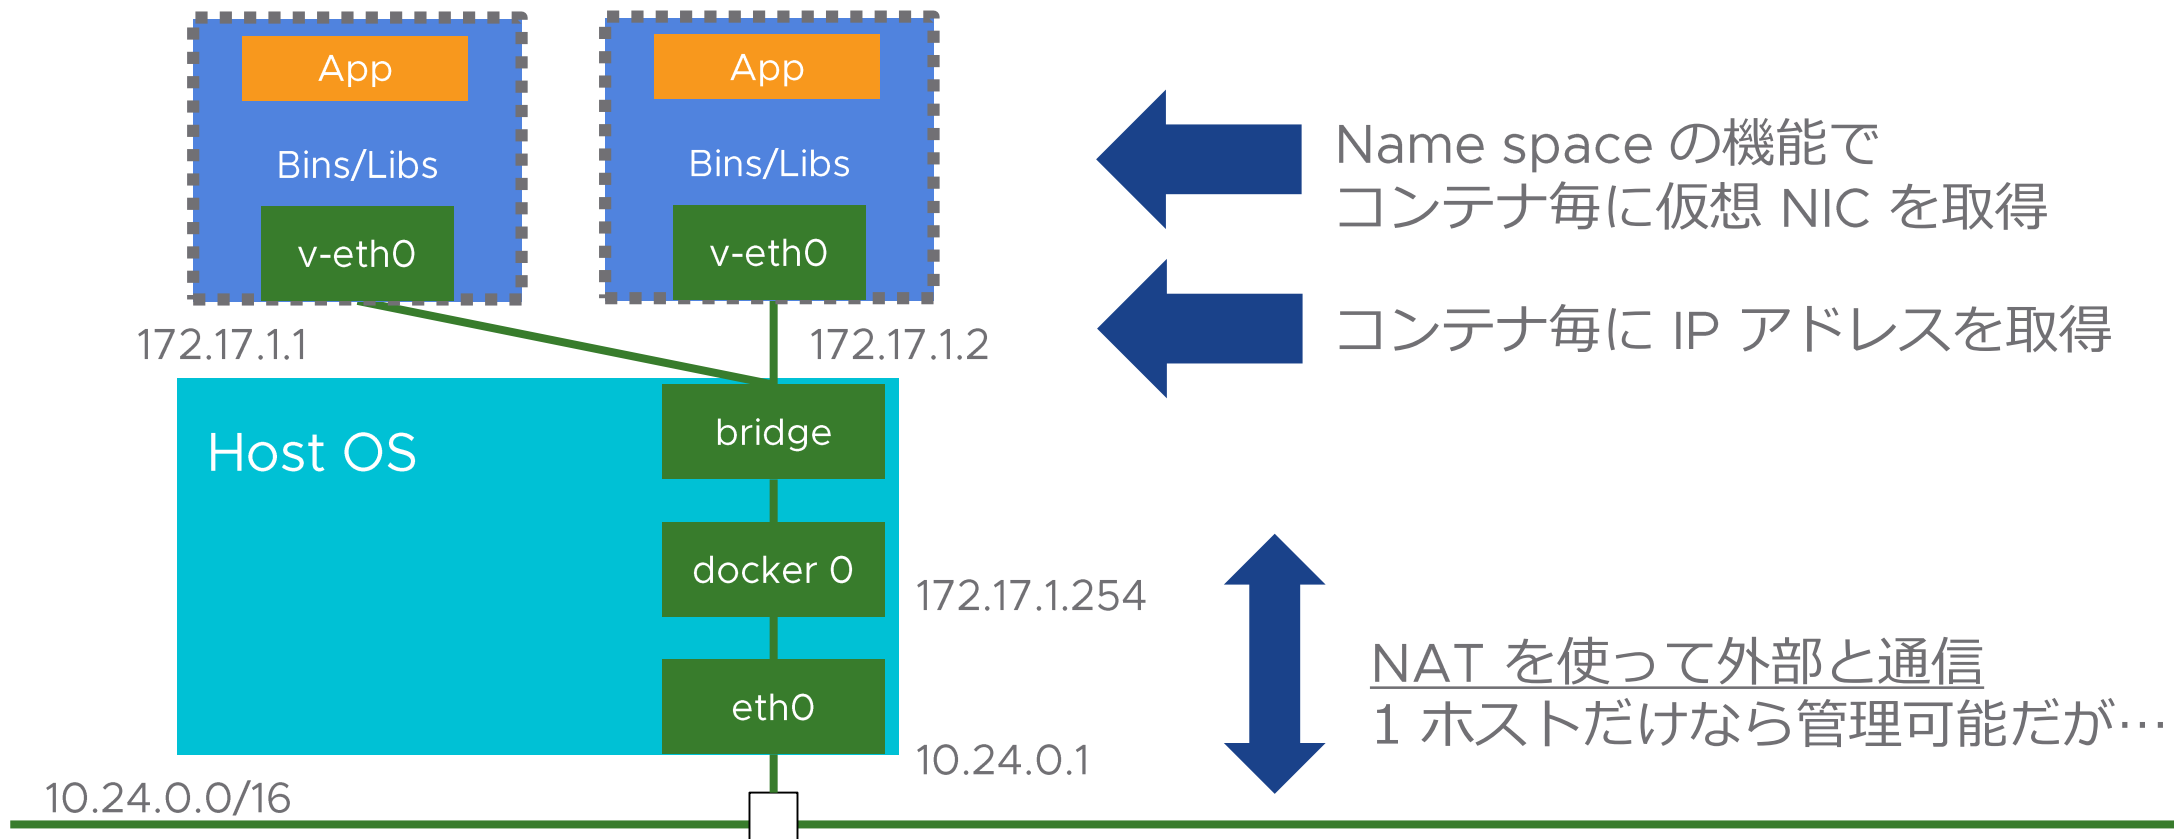 App
App
Bins/Libs
Bins/Libs
v-eth0
v-eth0
172.17.1.1
172.17.1.2
Host OS
bridge
docker 0
172.17.1.254
eth0
10.24.0.1
10.24.0.0/16
Name space の機能で
コンテナ毎に仮想 NIC を取得
コンテナ毎に IP アドレスを取得
NAT を使って外部と通信
1 ホストだけなら管理可能だが…